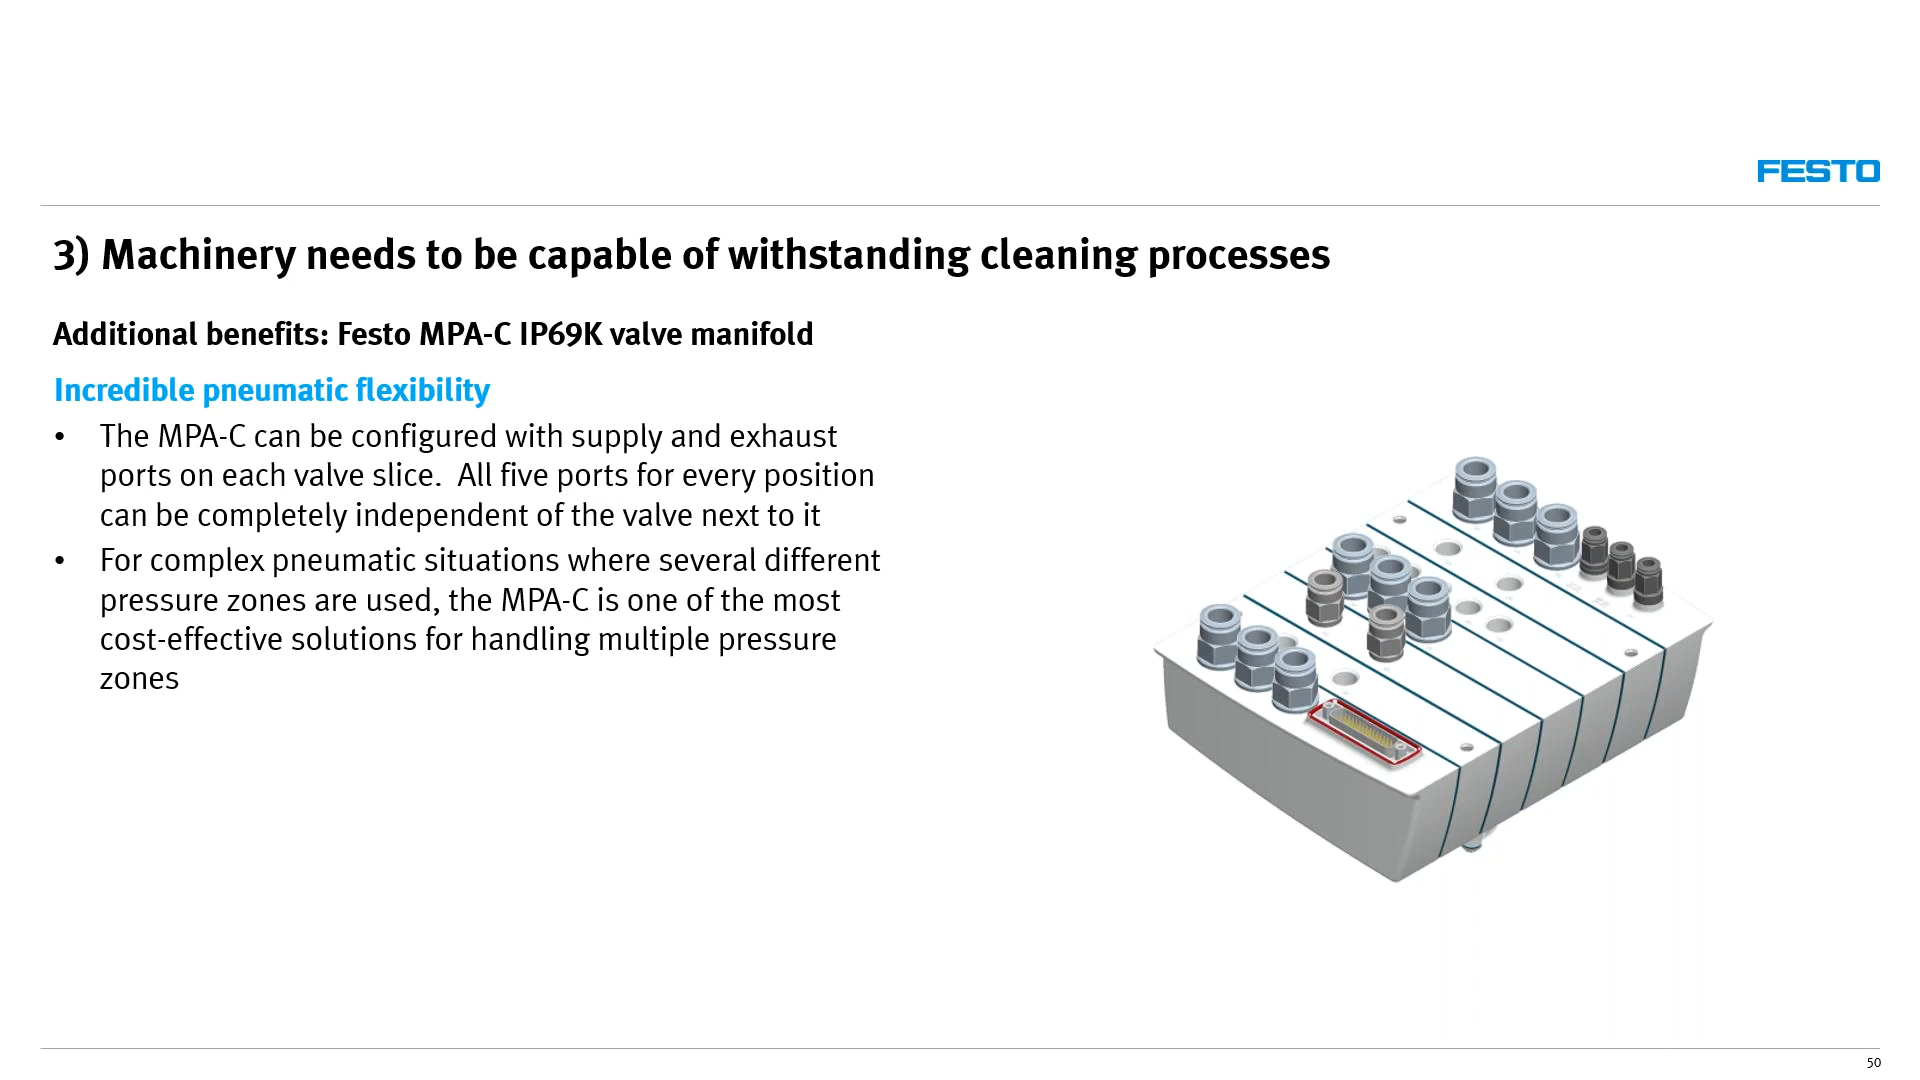 FESTO
3) Machinery needs to be capable of withstanding cleaning processes
Additional benefits: Festo MPA-C IP69K valve manifold
Incredible pneumatic flexibility
• The MPA-C can be configured with supply and exhaust
ports on each valve slice.  All five ports for every position
can be completely independent of the valve next to it
• For complex pneumatic situations where several different
pressure zones are used, the MPA-C is one of the most
cost-effective solutions for handling multiple pressure
zones
50